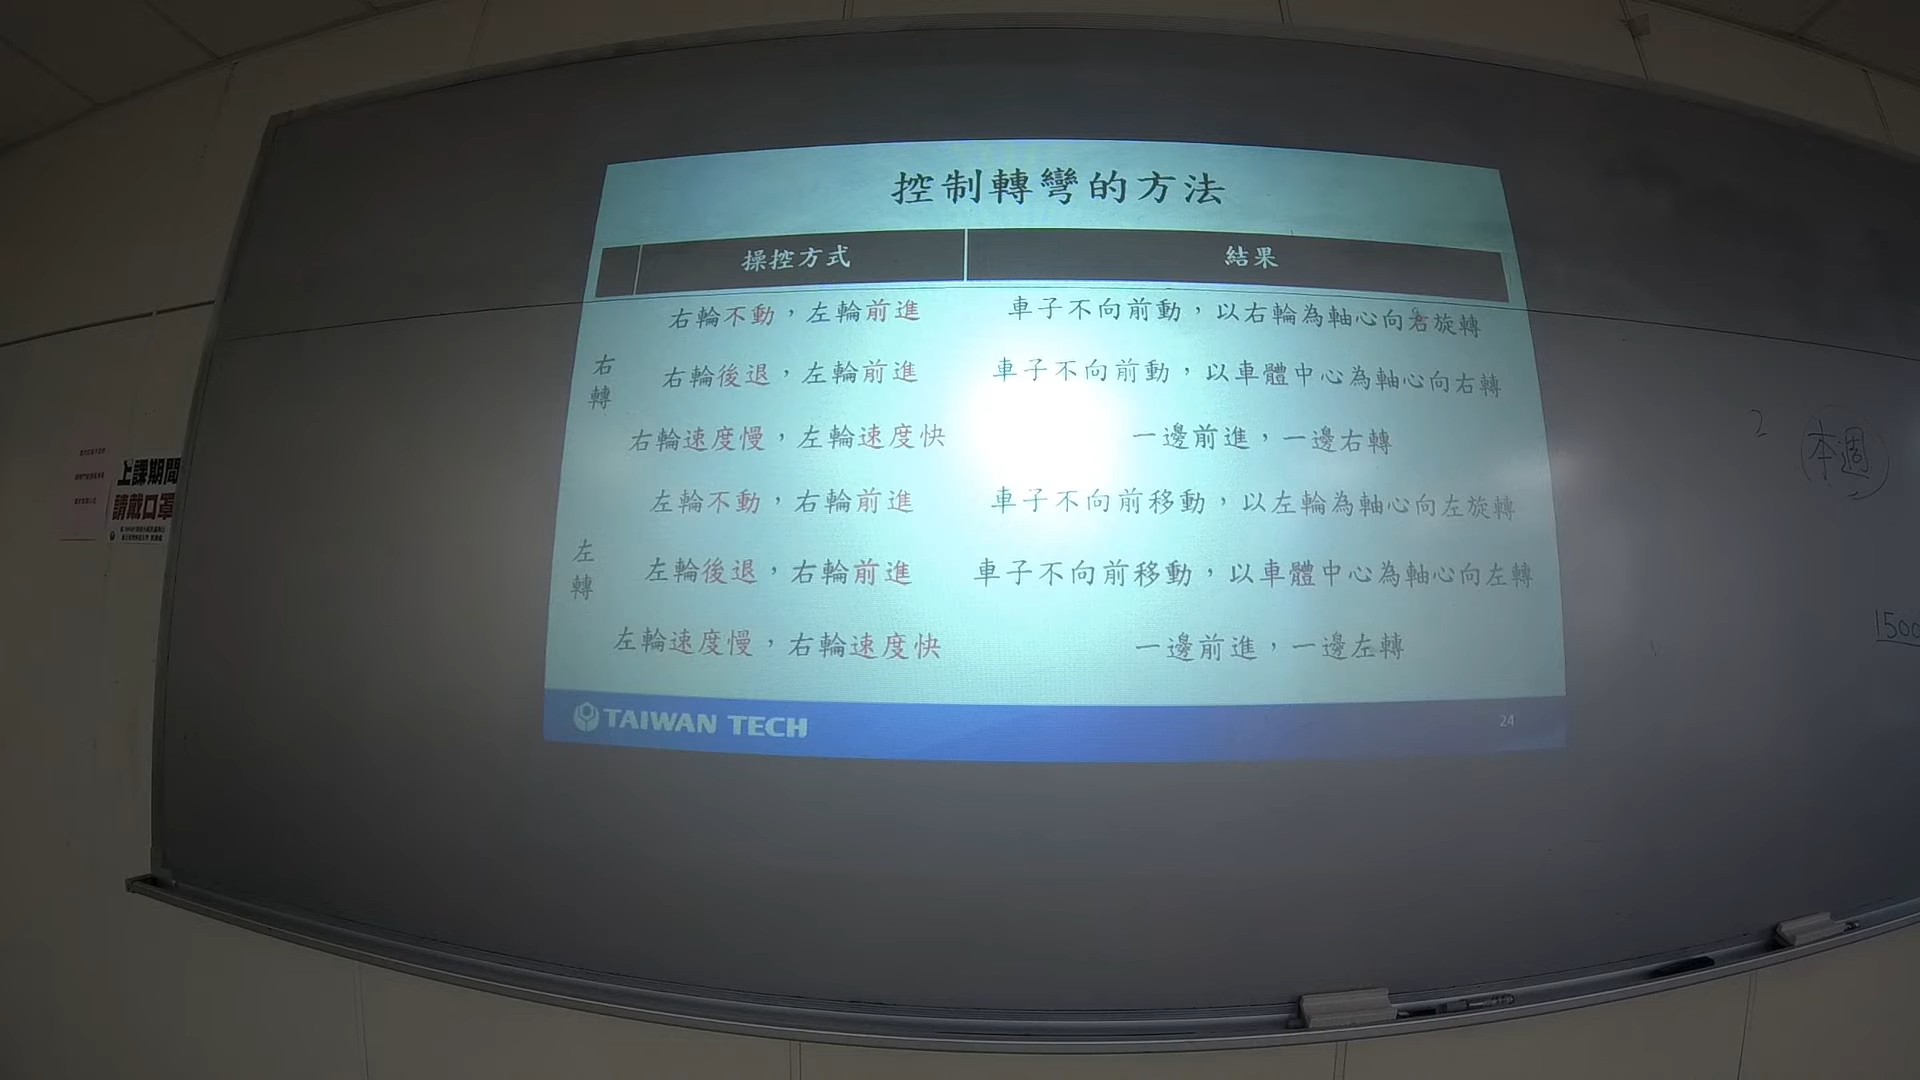 控制轉彎的方法
操控方式 結果
右轉
右輪不動，左輪前進 車子不向前動，以右輪為軸心向右旋轉
右輪後退，左輪前進 車子不向前動，以車體中心為軸心向右轉
右輪速度慢，左輪速度快 一邊前進，一邊右轉
左轉
左輪不動，右輪前進 車子不向前移動，以左輪為軸心向左旋轉
左輪後退，右輪前進 車子不向前移動，以車體中心為軸心向左轉
左輪速度慢，右輪速度快 一邊前進，一邊左轉
TAIWAN TECH
24
上課期間
請戴口罩
2
本週
1500